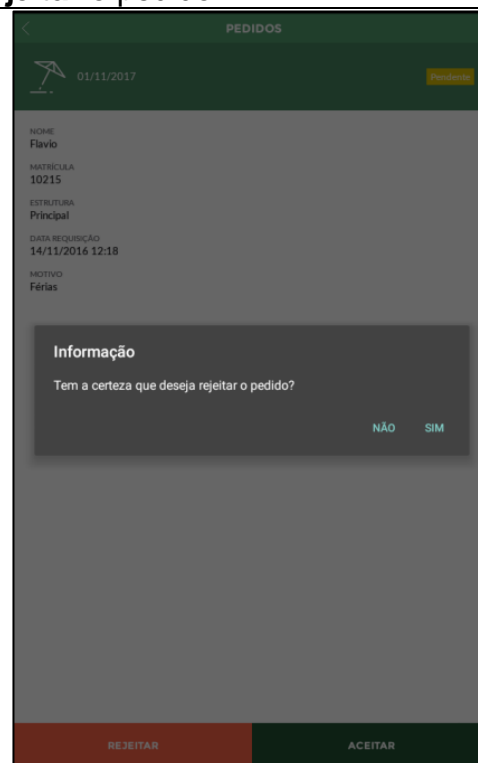 PEDIDOS
01/11/2017
Pendente
NOME
Flavio
MATRÍCULA
10215
ESTRUTURA
Principal
DATA REQUISIÇÃO
14/11/2016 12:18
MOTIVO
Férias
Informação
Tem a certeza que deseja rejeitar o pedido?
NÃO SIM
REJEITAR ACEITAR